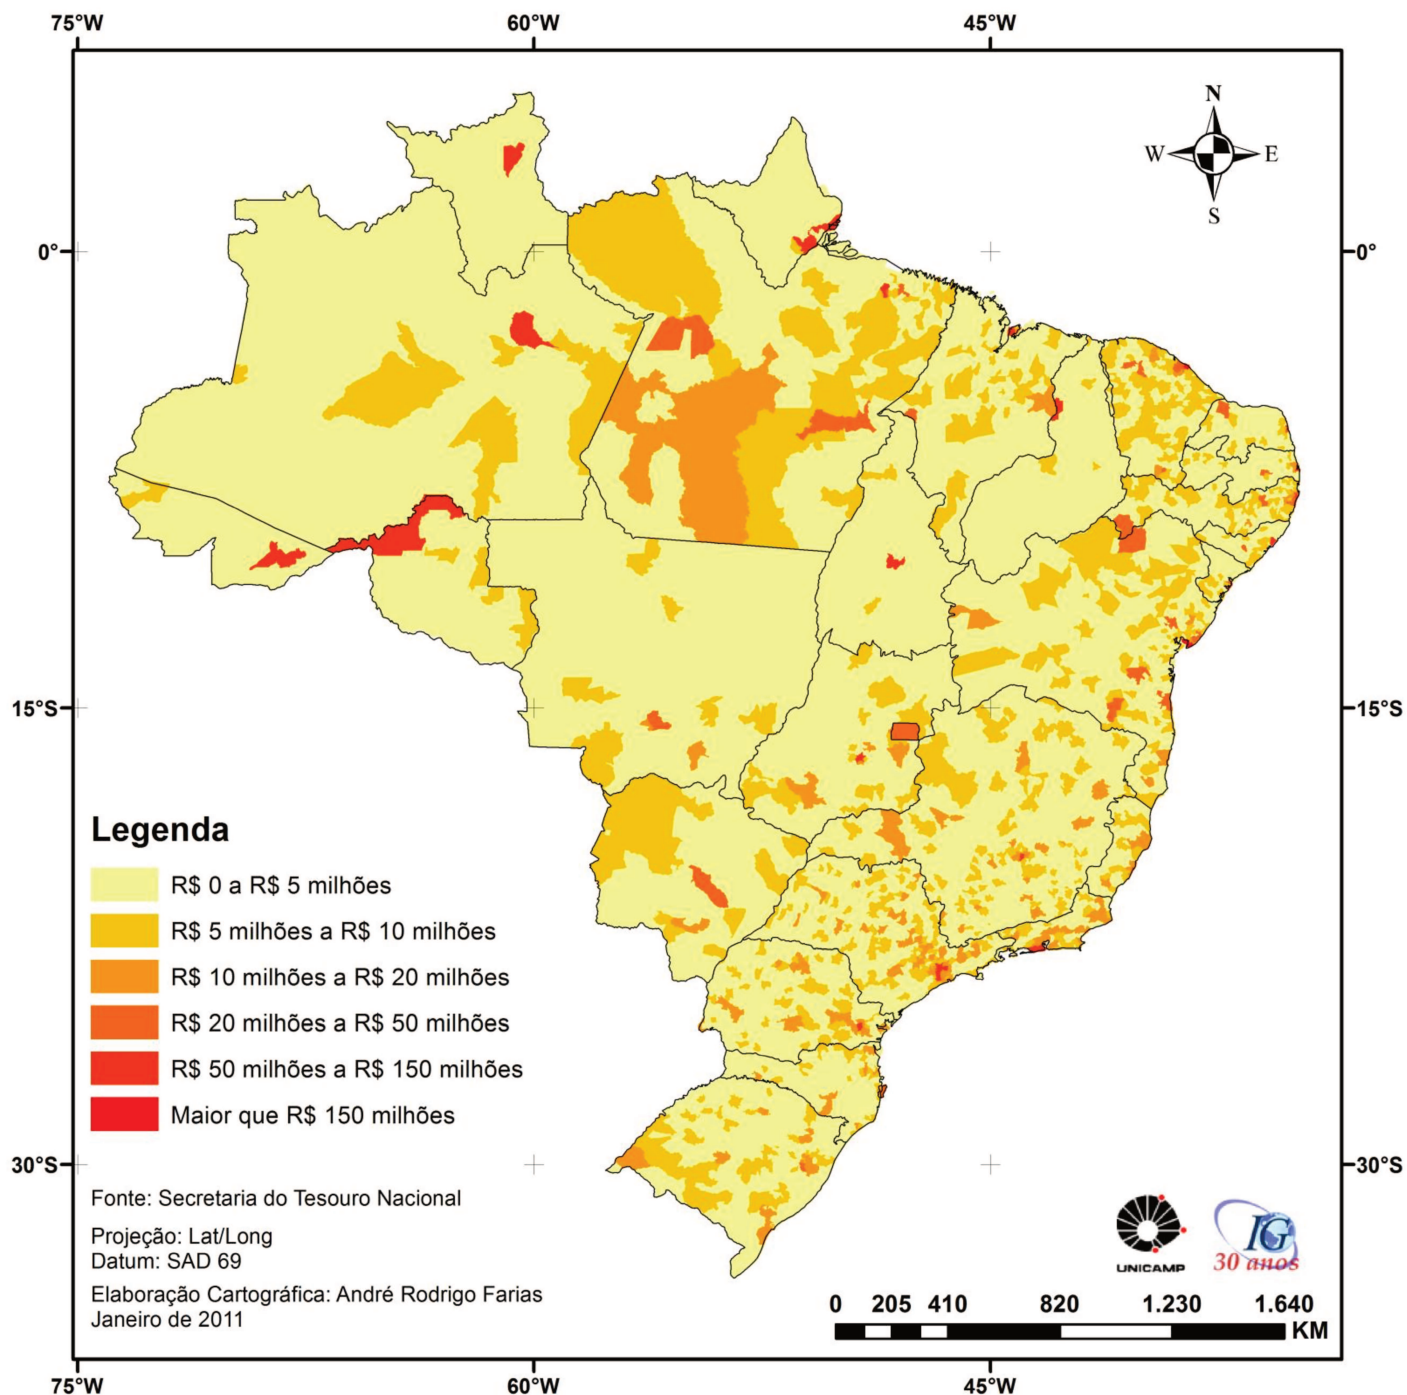 75°W 60°W 45°W
N
W E
S
0° 0°
15°S 15°S
Legenda
R$ 0 a R$ 5 milhões
R$ 5 milhões a R$ 10 milhões
R$ 10 milhões a R$ 20 milhões
R$ 20 milhões a R$ 50 milhões
R$ 50 milhões a R$ 150 milhões
Maior que R$ 150 milhões
30°S 30°S
Fonte: Secretaria do Tesouro Nacional
Projeção: Lat/Long
Datum: SAD 69
Elaboração Cartográfica: André Rodrigo Farias
Janeiro de 2011
UNICAMP
IG
30 anos
0 205 410 820 1.230 1.640
KM
75°W 60°W 45°W